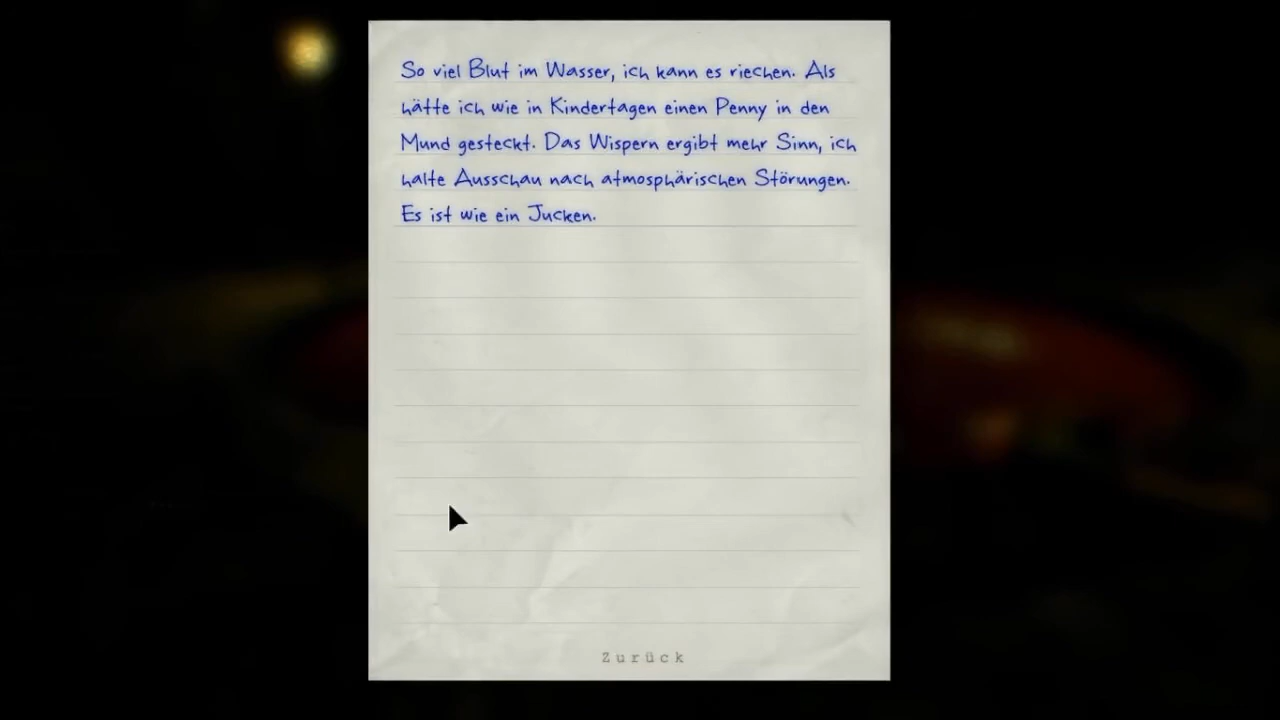 So viel Blut im Wasser, ich kann es riechen. Als
hätte ich wie in Kindertagen einen Penny in den
Mund gesteckt. Das Wispern ergibt mehr Sinn, ich
halte Ausschau nach atmosphärischen Störungen.
Es ist wie ein Jucken.
Zurück